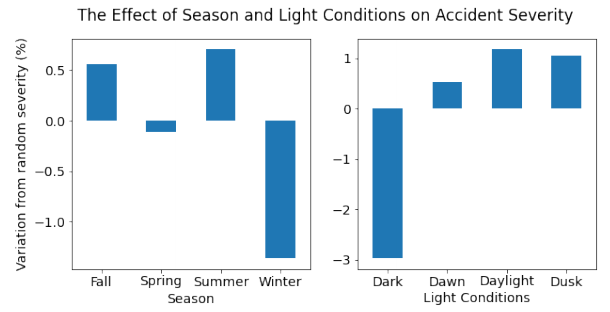 The Effect of Season and Light Conditions on Accident Severity
Variation from random severity (%)
0.5
0.0
−0.5
−1.0
Fall Spring Summer Winter
Season
1
0
−1
−2
−3
Dark Dawn Daylight Dusk
Light Conditions